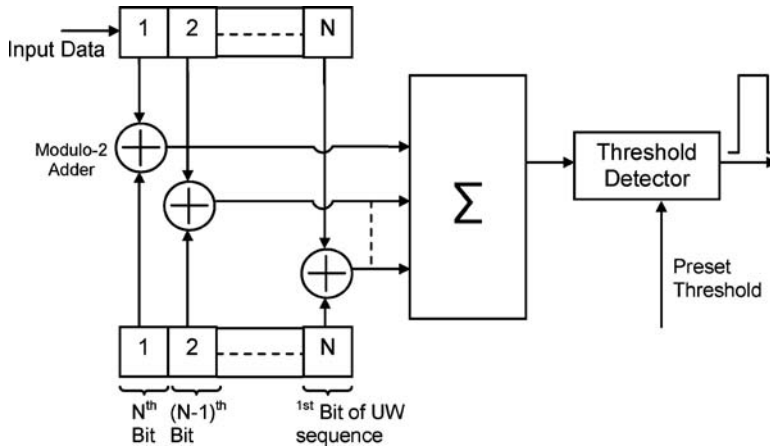 1 2 N
Input Data
Modulo-2
Adder
Σ
Threshold
Detector
Preset
Threshold
1 2 N
Nth
Bit
(N-1)th
Bit
1st Bit of UW
sequence